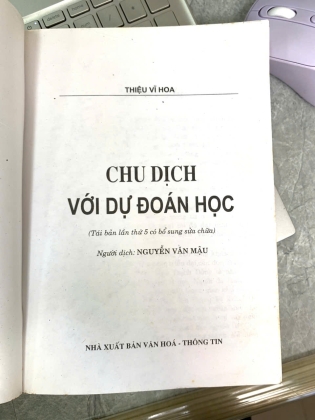 THIỆU VĨ HOA
CHU DỊCH
VỚI DỰ ĐOÁN HỌC
(Tái bản lần thứ 5 có bổ sung sửa chữa)
Người dịch: NGUYỄN VĂN MẬU
NHÀ XUẤT BẢN VĂN HOÁ - THÔNG TIN